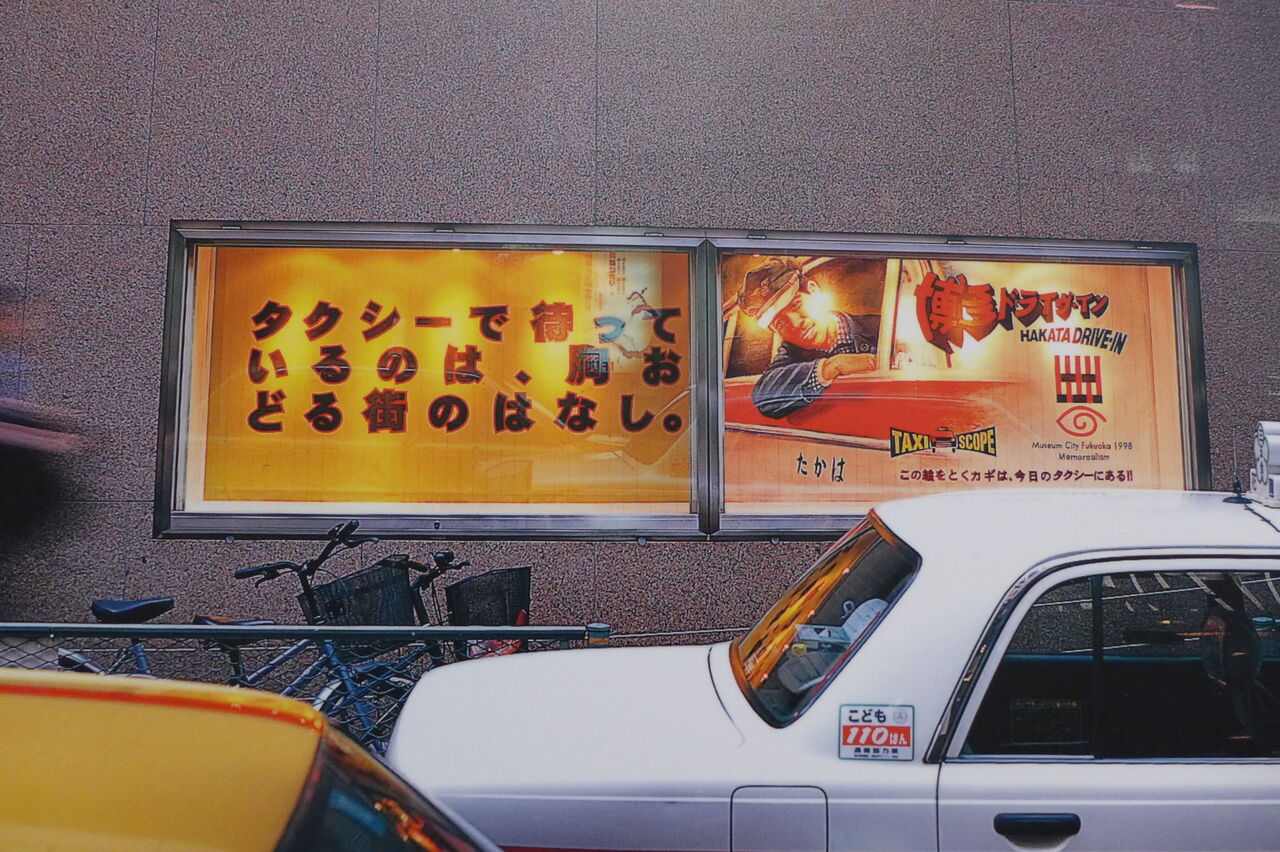 タクシーで待って
いるのは、胸お
どる街のはなし。
博多ドライヴ・イン
HAKATA DRIVE-IN
TAXI SCOPE
Museum City Fukuoka 1998
Memorealism
たかは
この絵をとくカギは、今日のタクシーにある!!
こども
110ばん